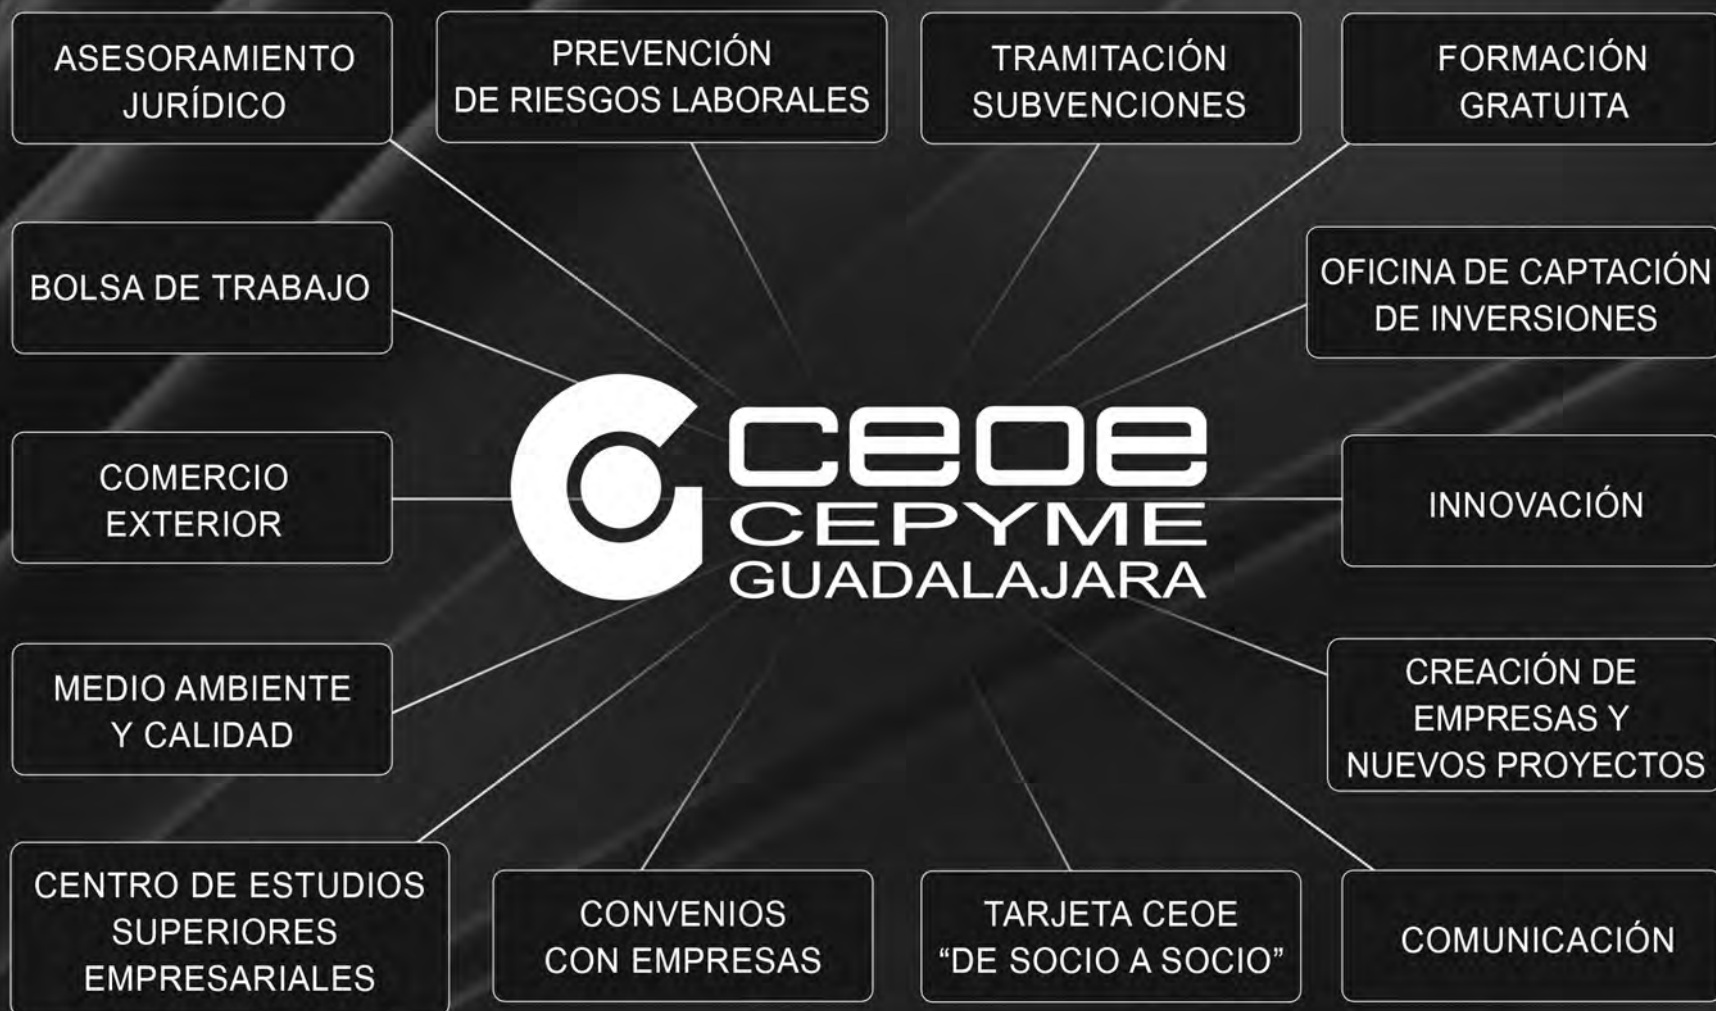 ASESORAMIENTO
JURÍDICO
PREVENCIÓN
DE RIESGOS LABORALES
TRAMITACIÓN
SUBVENCIONES
FORMACIÓN
GRATUITA
BOLSA DE TRABAJO
OFICINA DE CAPTACIÓN
DE INVERSIONES
ceoe
CEPYME
GUADALAJARA
COMERCIO
EXTERIOR
INNOVACIÓN
MEDIO AMBIENTE
Y CALIDAD
CREACIÓN DE
EMPRESAS Y
NUEVOS PROYECTOS
CENTRO DE ESTUDIOS
SUPERIORES
EMPRESARIALES
CONVENIOS
CON EMPRESAS
TARJETA CEOE
“DE SOCIO A SOCIO”
COMUNICACIÓN